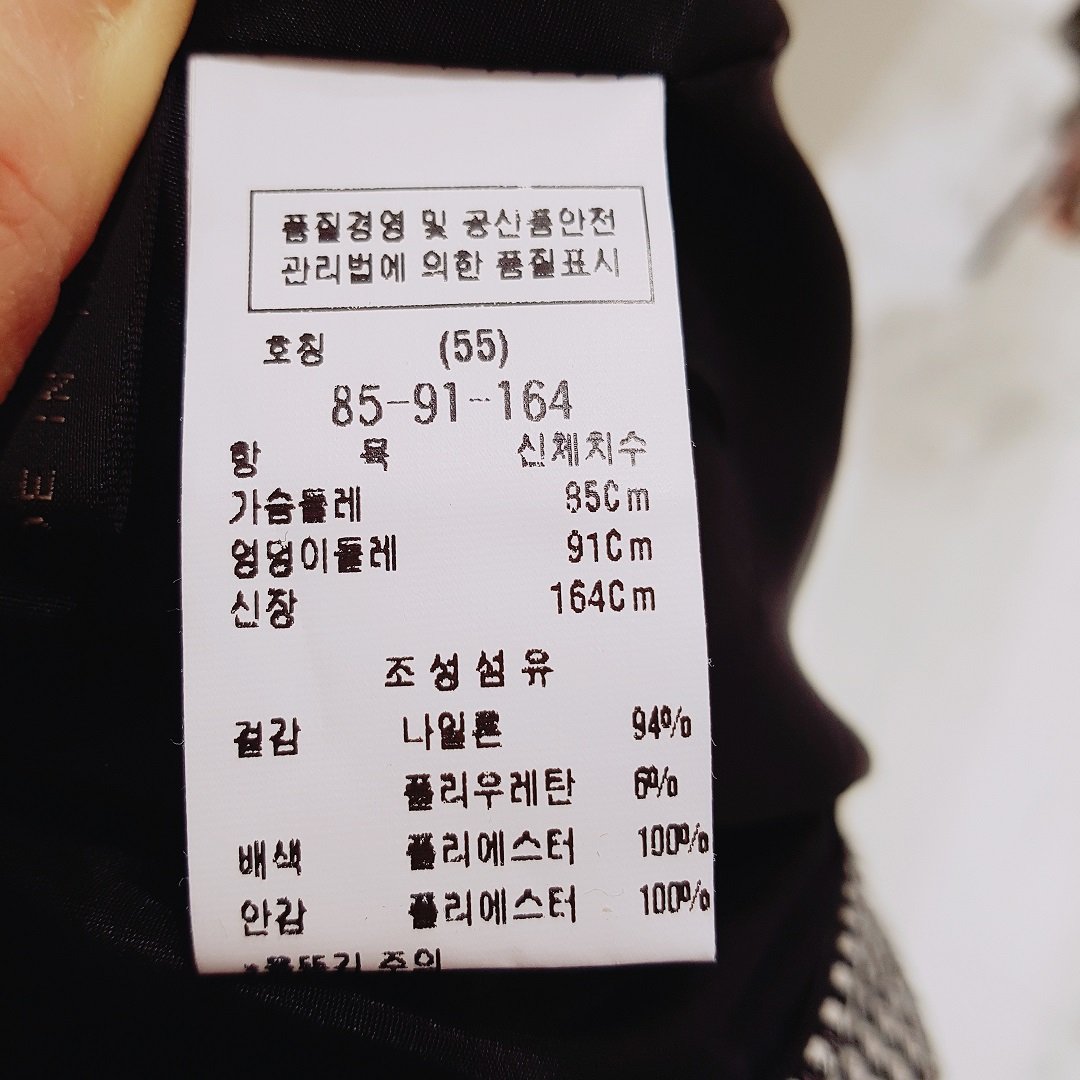 품질경영 및 공산품안전
관리법에 의한 품질표시
호칭 (55)
85-91-164
항 목 신체치수
가슴둘레 85Cm
엉덩이둘레 91Cm
신장 164Cm
조성섬유
겉감 나일론 94%
폴리우레탄 6%
배색 폴리에스터 100%
안감 폴리에스터 100%
주의
DE IN